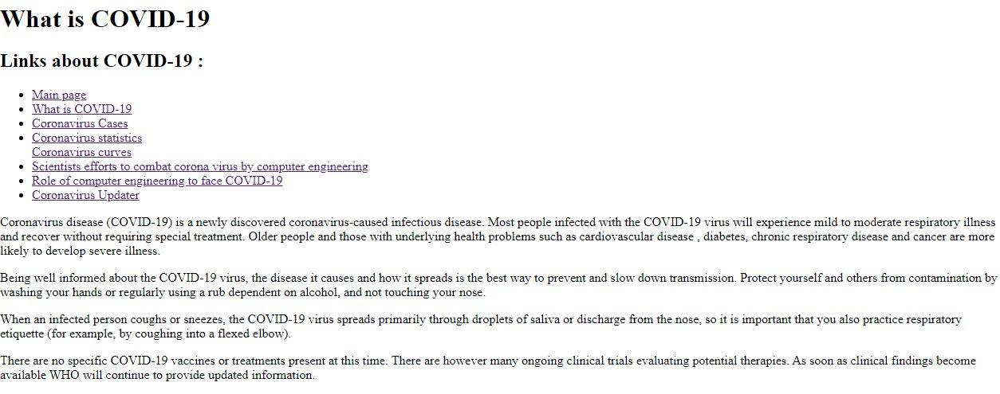 What is COVID-19
Links about COVID-19 :
Main page
What is COVID-19
Coronavirus Cases
Coronavirus statistics
Coronavirus curves
Scientists efforts to combat corona virus by computer engineering
Role of computer engineering to face COVID-19
Coronavirus Updater
Coronavirus disease (COVID-19) is a newly discovered coronavirus-caused infectious disease. Most people infected with the COVID-19 virus will experience mild to moderate respiratory illness
and recover without requiring special treatment. Older people and those with underlying health problems such as cardiovascular disease , diabetes, chronic respiratory disease and cancer are more
likely to develop severe illness.
Being well informed about the COVID-19 virus, the disease it causes and how it spreads is the best way to prevent and slow down transmission. Protect yourself and others from contamination by
washing your hands or regularly using a rub dependent on alcohol, and not touching your nose.
When an infected person coughs or sneezes, the COVID-19 virus spreads primarily through droplets of saliva or discharge from the nose, so it is important that you also practice respiratory
etiquette (for example, by coughing into a flexed elbow).
There are no specific COVID-19 vaccines or treatments present at this time. There are however many ongoing clinical trials evaluating potential therapies. As soon as clinical findings become
available WHO will continue to provide updated information.